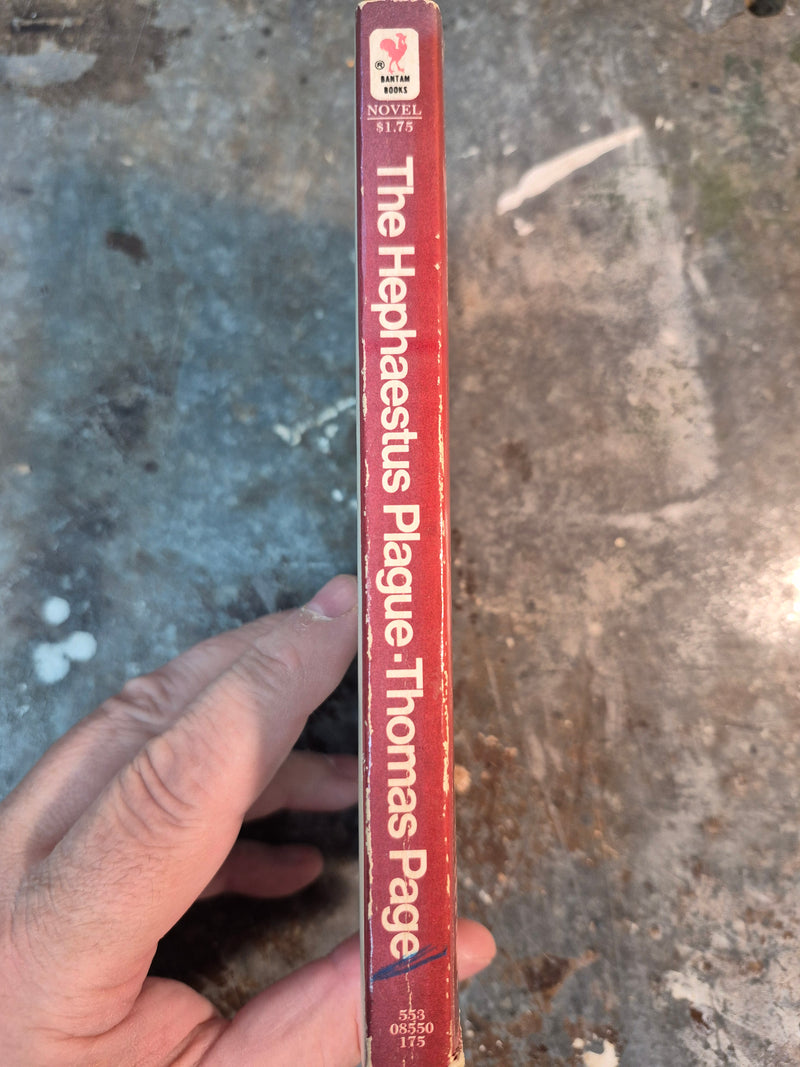 ®
BANTAM
BOOKS
NOVEL
$1.75
The Hephaestus Plague · Thomas Page
553
08550
175